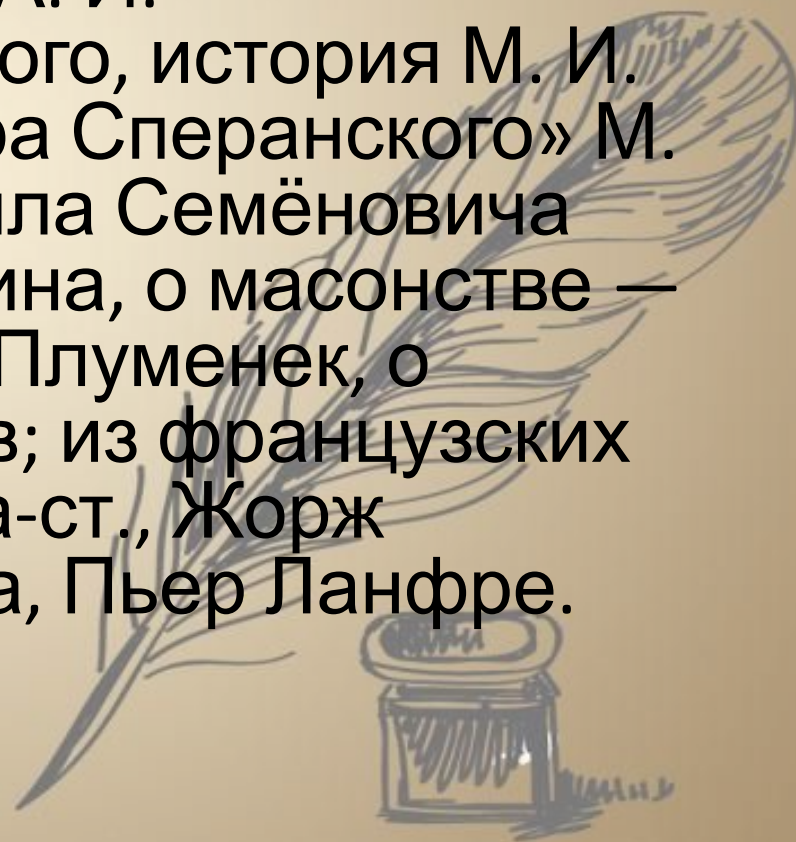 А. И.
ого, история М. И.
ра Сперанского» М.
ила Семёновича
ина, о масонстве —
Плуменек, о
в; из французских
а-ст., Жорж
а, Пьер Ланфре.